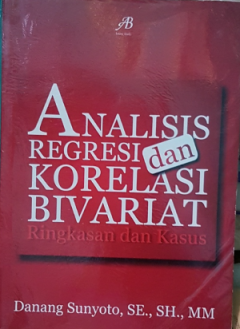 ANALISIS
REGRESI dan
KORELASI
BIVARIAT
Ringkasan dan Kasus
Danang Sunyoto, SE., SH., MM